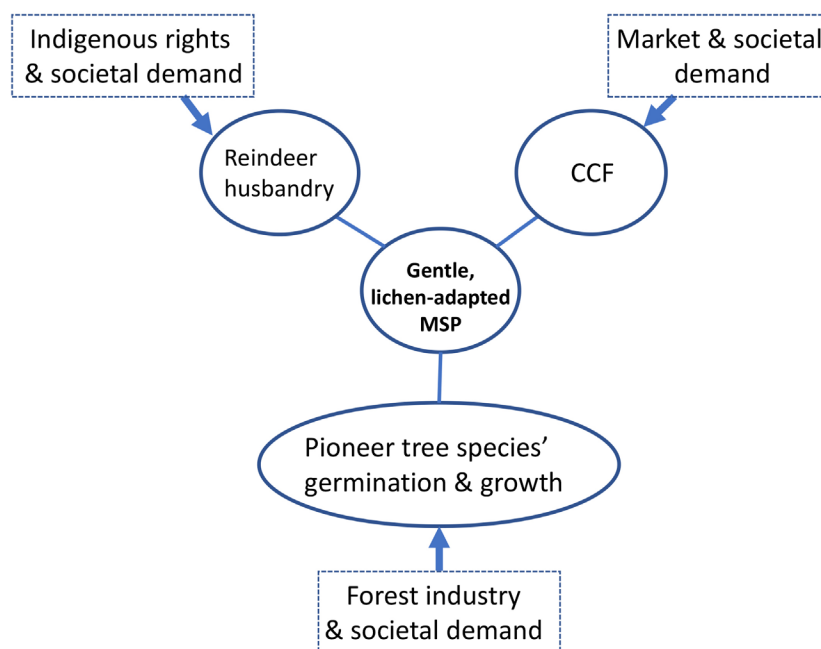 Indigenous rights
& societal demand
Market & societal
demand
Reindeer
husbandry
CCF
Gentle,
lichen-adapted
MSP
Pioneer tree species’
germination & growth
Forest industry
& societal demand